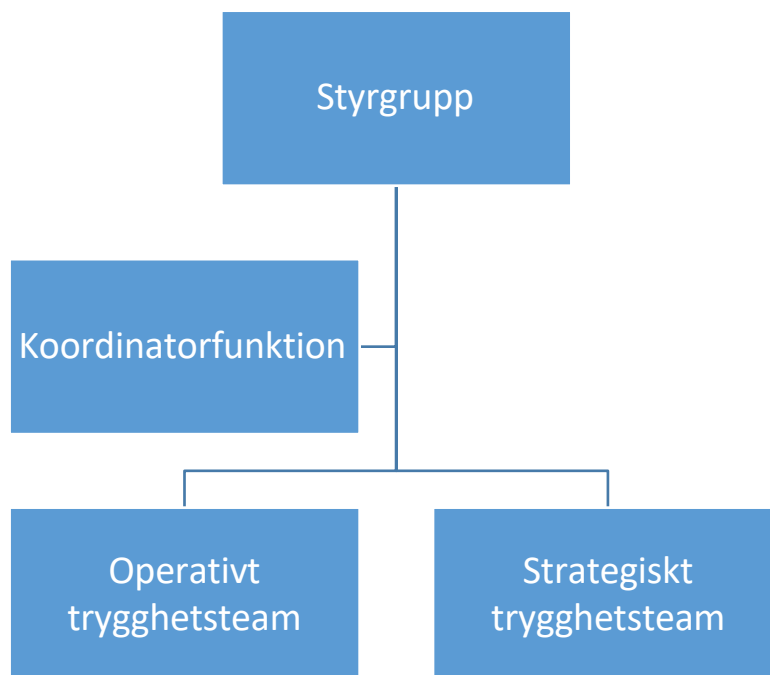 Styrgrupp
Koordinatorfunktion
Operativt
trygghetsteam
Strategiskt
trygghetsteam